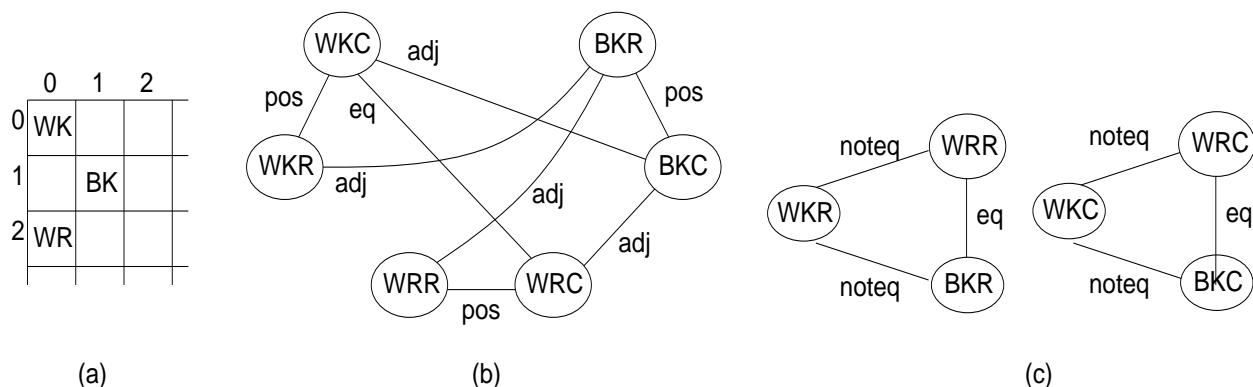 0 1 2
0 WK
1 BK
2 WR
(a)
WKC adj BKR
pos eq pos
WKR adj adj BKC
adj
WRR pos WRC
(b)
noteq WRR
WKR eq
noteq BKR
noteq WRC
WKC eq
noteq BKC
(c)